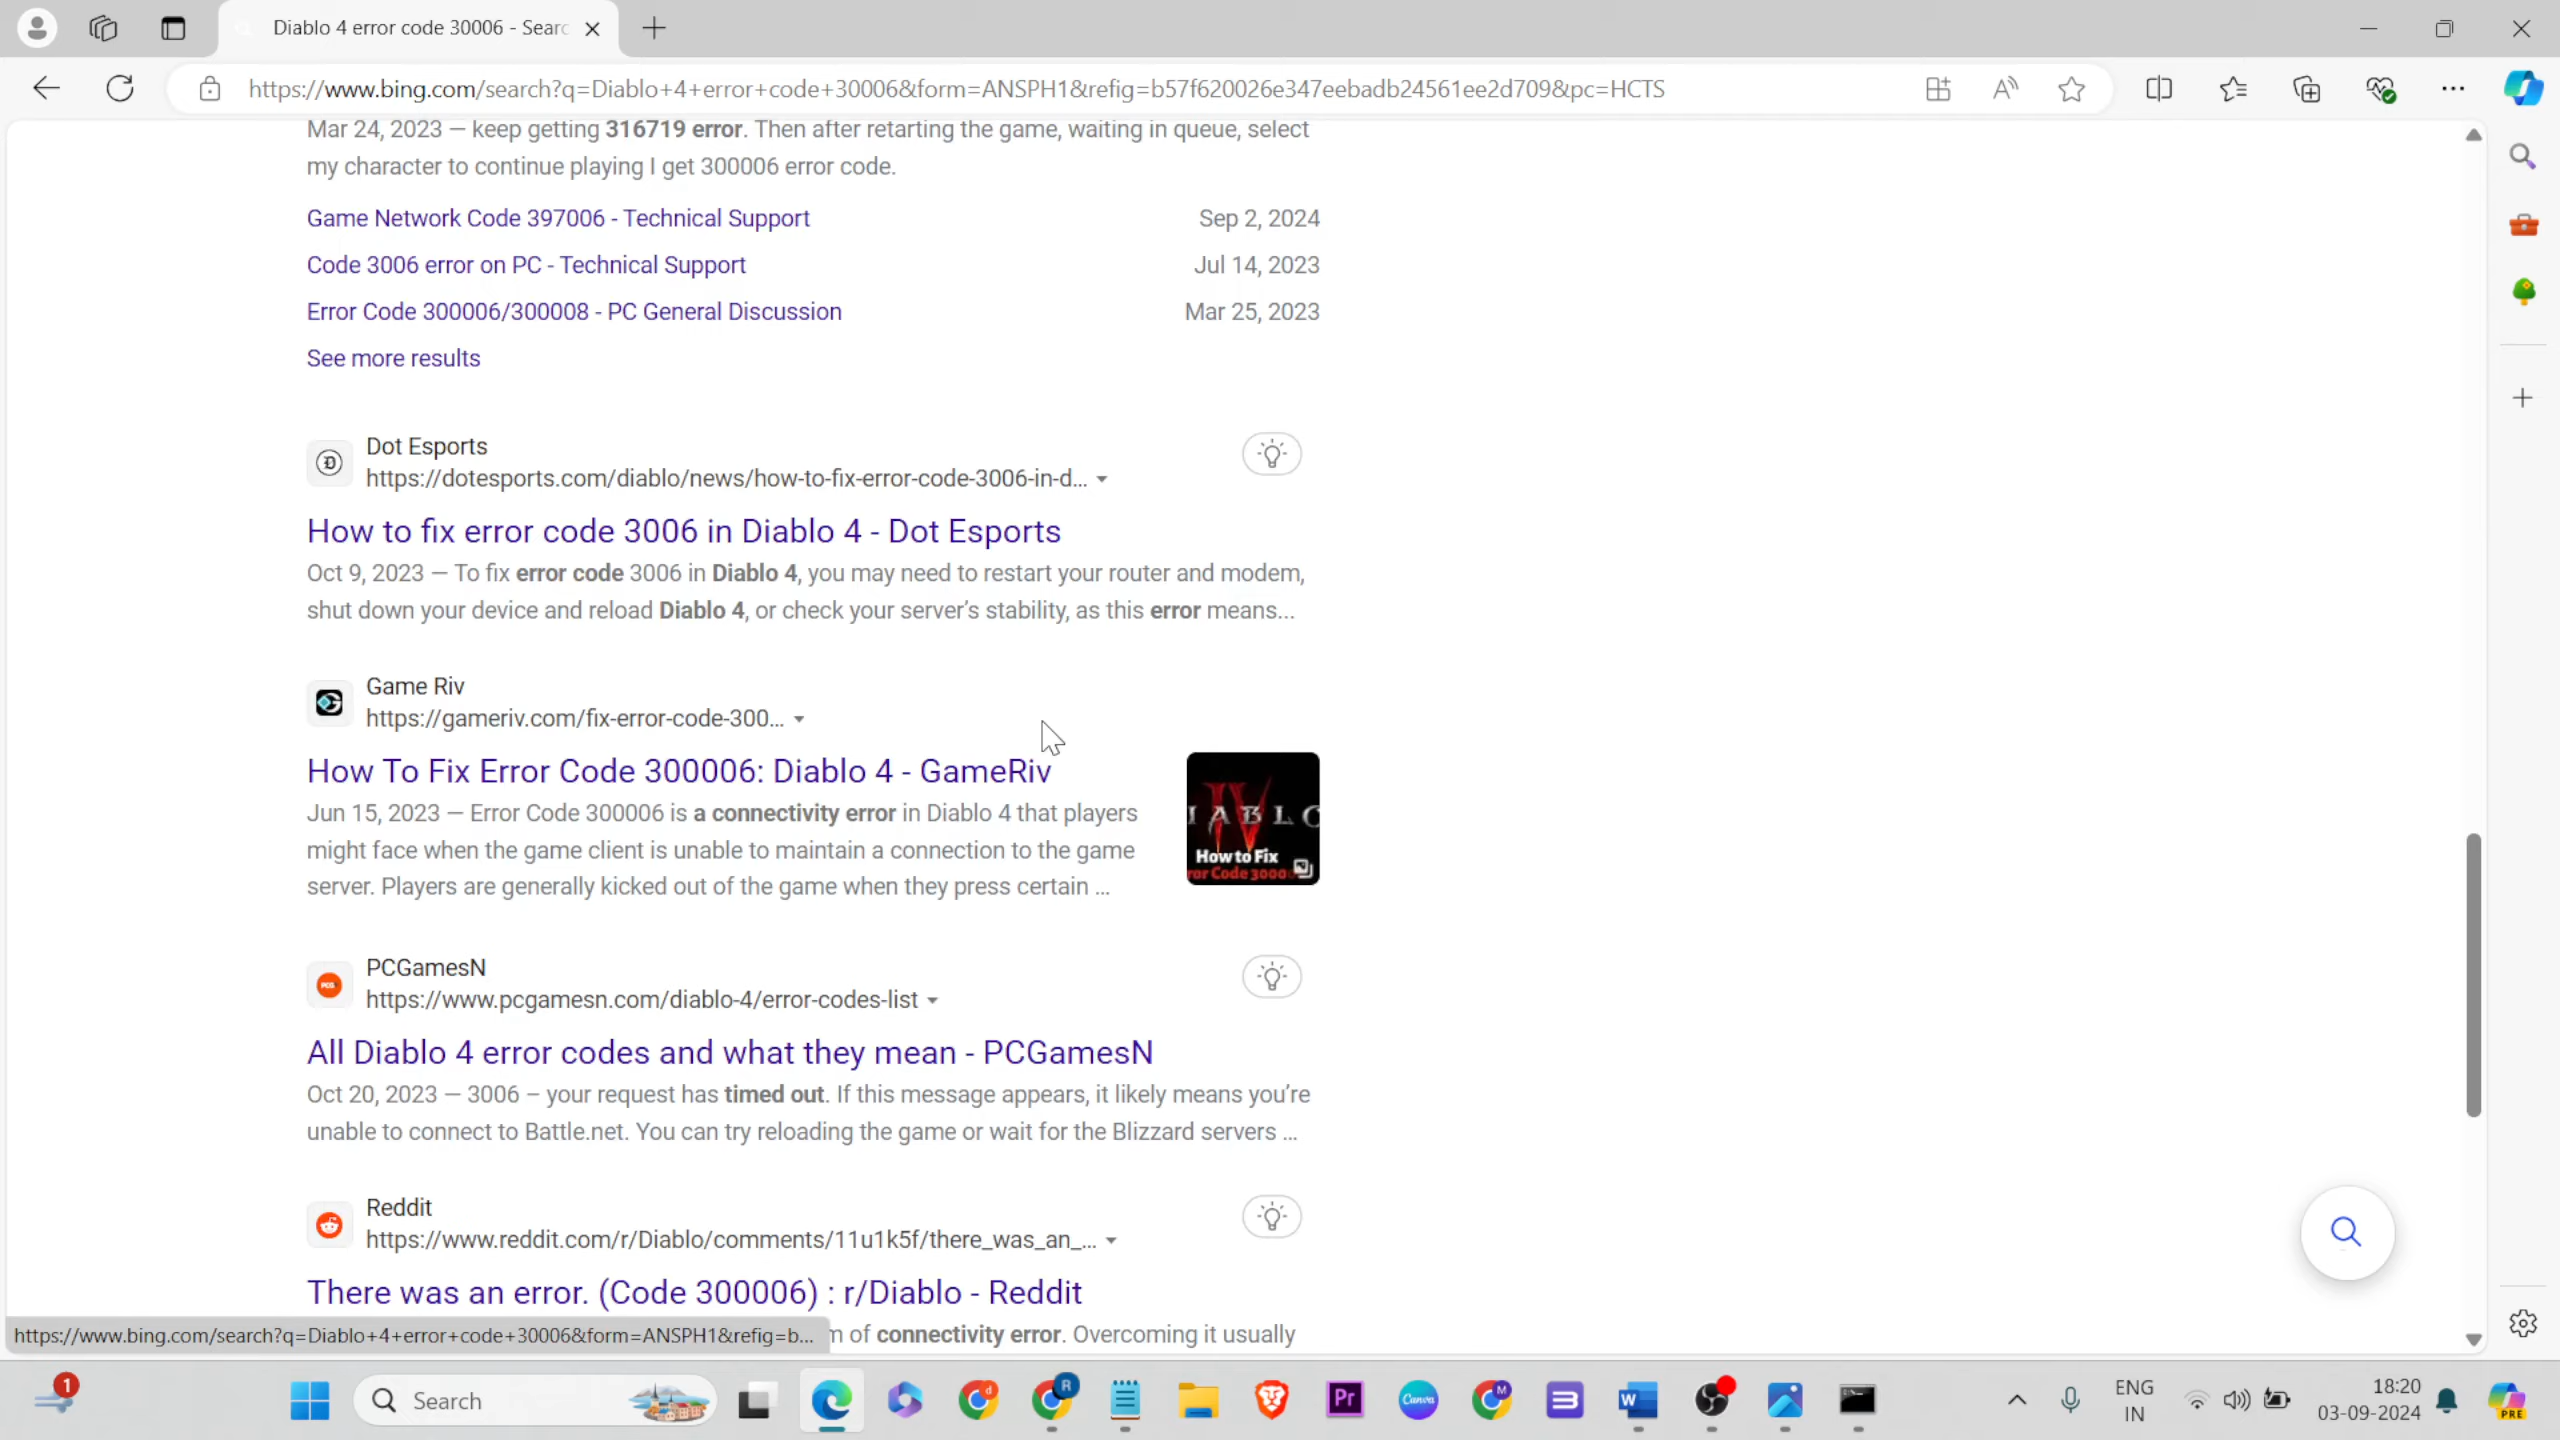 Diablo 4 error code 30006 - Searc
https://www.bing.com/search?q=Diablo+4+error+code+30006&form=ANSPH1&refig=b57f620026e347eebadb24561ee2d709&pc=HCTS
Mar 24, 2023 — keep getting 316719 error. Then after retarting the game, waiting in queue, select
my character to continue playing I get 300006 error code.
Game Network Code 397006 - Technical Support Sep 2, 2024
Code 3006 error on PC - Technical Support Jul 14, 2023
Error Code 300006/300008 - PC General Discussion Mar 25, 2023
See more results
Dot Esports
https://dotesports.com/diablo/news/how-to-fix-error-code-3006-in-d...
How to fix error code 3006 in Diablo 4 - Dot Esports
Oct 9, 2023 — To fix error code 3006 in Diablo 4, you may need to restart your router and modem,
shut down your device and reload Diablo 4, or check your server's stability, as this error means...
Game Riv
https://gameriv.com/fix-error-code-300...
How To Fix Error Code 300006: Diablo 4 - GameRiv
Jun 15, 2023 — Error Code 300006 is a connectivity error in Diablo 4 that players
might face when the game client is unable to maintain a connection to the game
server. Players are generally kicked out of the game when they press certain ...
IABLO
IV
How to Fix
ror Code 3000
PCGamesN
https://www.pcgamesn.com/diablo-4/error-codes-list
All Diablo 4 error codes and what they mean - PCGamesN
Oct 20, 2023 — 3006 – your request has timed out. If this message appears, it likely means you're
unable to connect to Battle.net. You can try reloading the game or wait for the Blizzard servers ...
Reddit
https://www.reddit.com/r/Diablo/comments/11u1k5f/there_was_an_...
There was an error. (Code 300006) : r/Diablo - Reddit
https://www.bing.com/search?q=Diablo+4+error+code+30006&form=ANSPH1&refig=b... m of connectivity error. Overcoming it usually
1
Search
d
R
Pr
Canva
M
W
ENG
IN
18:20
03-09-2024
PRE